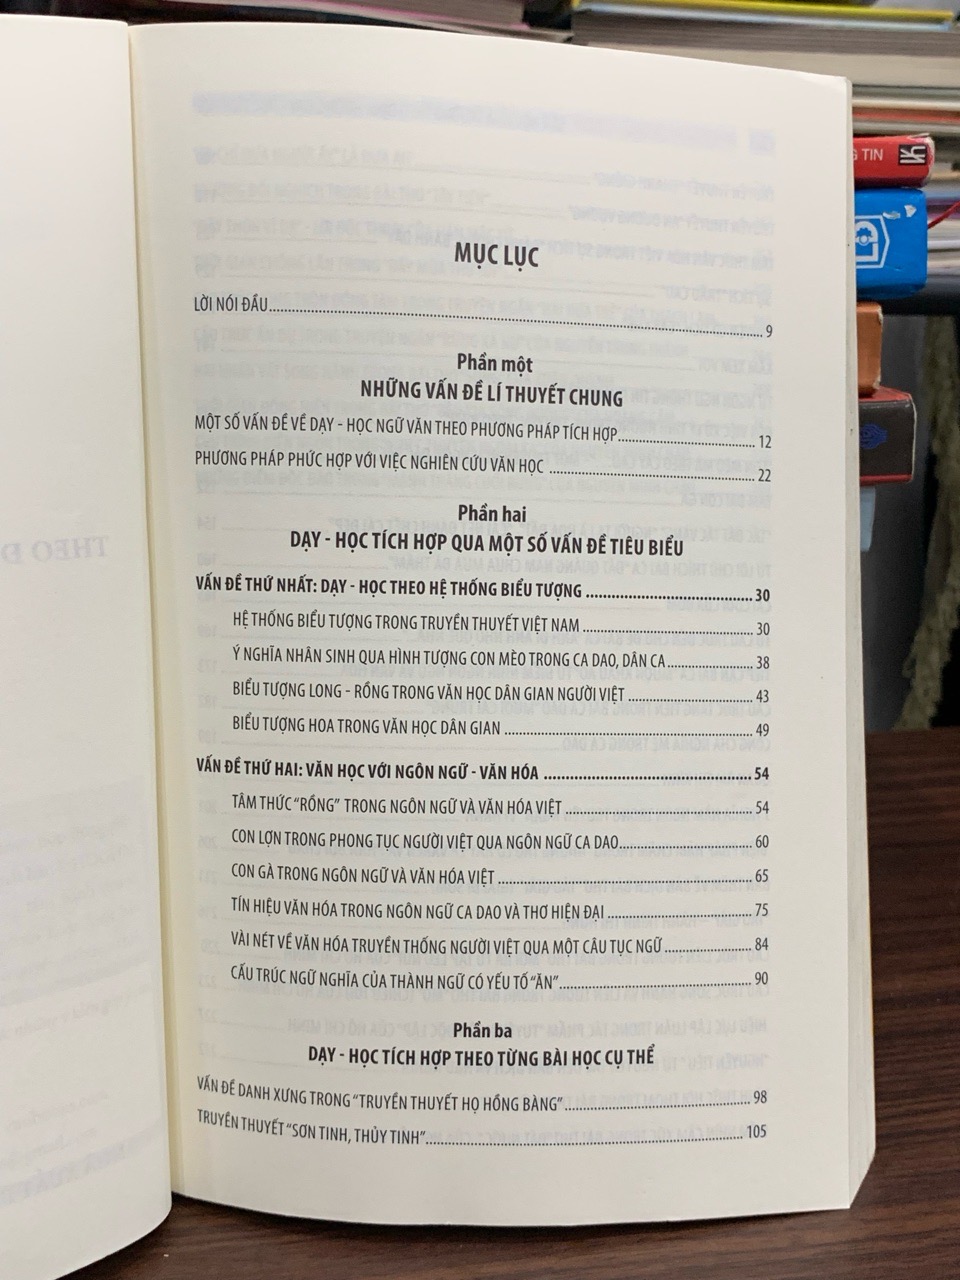 MỤC LỤC
LỜI NÓI ĐẦU 9
Phần một
NHỮNG VẤN ĐỀ LÍ THUYẾT CHUNG
MỘT SỐ VẤN ĐỀ VỀ DẠY - HỌC NGỮ VĂN THEO PHƯƠNG PHÁP TÍCH HỢP 12
PHƯƠNG PHÁP PHỨC HỢP VỚI VIỆC NGHIÊN CỨU VĂN HỌC 22
Phần hai
DẠY - HỌC TÍCH HỢP QUA MỘT SỐ VẤN ĐỀ TIÊU BIỂU
VẤN ĐỀ THỨ NHẤT: DẠY - HỌC THEO HỆ THỐNG BIỂU TƯỢNG 30
HỆ THỐNG BIỂU TƯỢNG TRONG TRUYỀN THUYẾT VIỆT NAM 30
Ý NGHĨA NHÂN SINH QUA HÌNH TƯỢNG CON MÈO TRONG CA DAO, DÂN CA 38
BIỂU TƯỢNG LONG - RỒNG TRONG VĂN HỌC DÂN GIAN NGƯỜI VIỆT 43
BIỂU TƯỢNG HOA TRONG VĂN HỌC DÂN GIAN 49
VẤN ĐỀ THỨ HAI: VĂN HỌC VỚI NGÔN NGỮ - VĂN HÓA 54
TÂM THỨC "RỒNG" TRONG NGÔN NGỮ VÀ VĂN HÓA VIỆT 54
CON LỢN TRONG PHONG TỤC NGƯỜI VIỆT QUA NGÔN NGỮ CA DAO 60
CON GÀ TRONG NGÔN NGỮ VÀ VĂN HÓA VIỆT 65
TÍN HIỆU VĂN HÓA TRONG NGÔN NGỮ CA DAO VÀ THƠ HIỆN ĐẠI 75
VÀI NÉT VỀ VĂN HÓA TRUYỀN THỐNG NGƯỜI VIỆT QUA MỘT CÂU TỤC NGỮ 84
CẤU TRÚC NGỮ NGHĨA CỦA THÀNH NGỮ CÓ YẾU TỐ "ĂN" 90
Phần ba
DẠY - HỌC TÍCH HỢP THEO TỪNG BÀI HỌC CỤ THỂ
VẤN ĐỀ DANH XƯNG TRONG "TRUYỀN THUYẾT HỌ HỒNG BÀNG" 98
TRUYỀN THUYẾT "SƠN TINH, THỦY TINH" 105
TIN